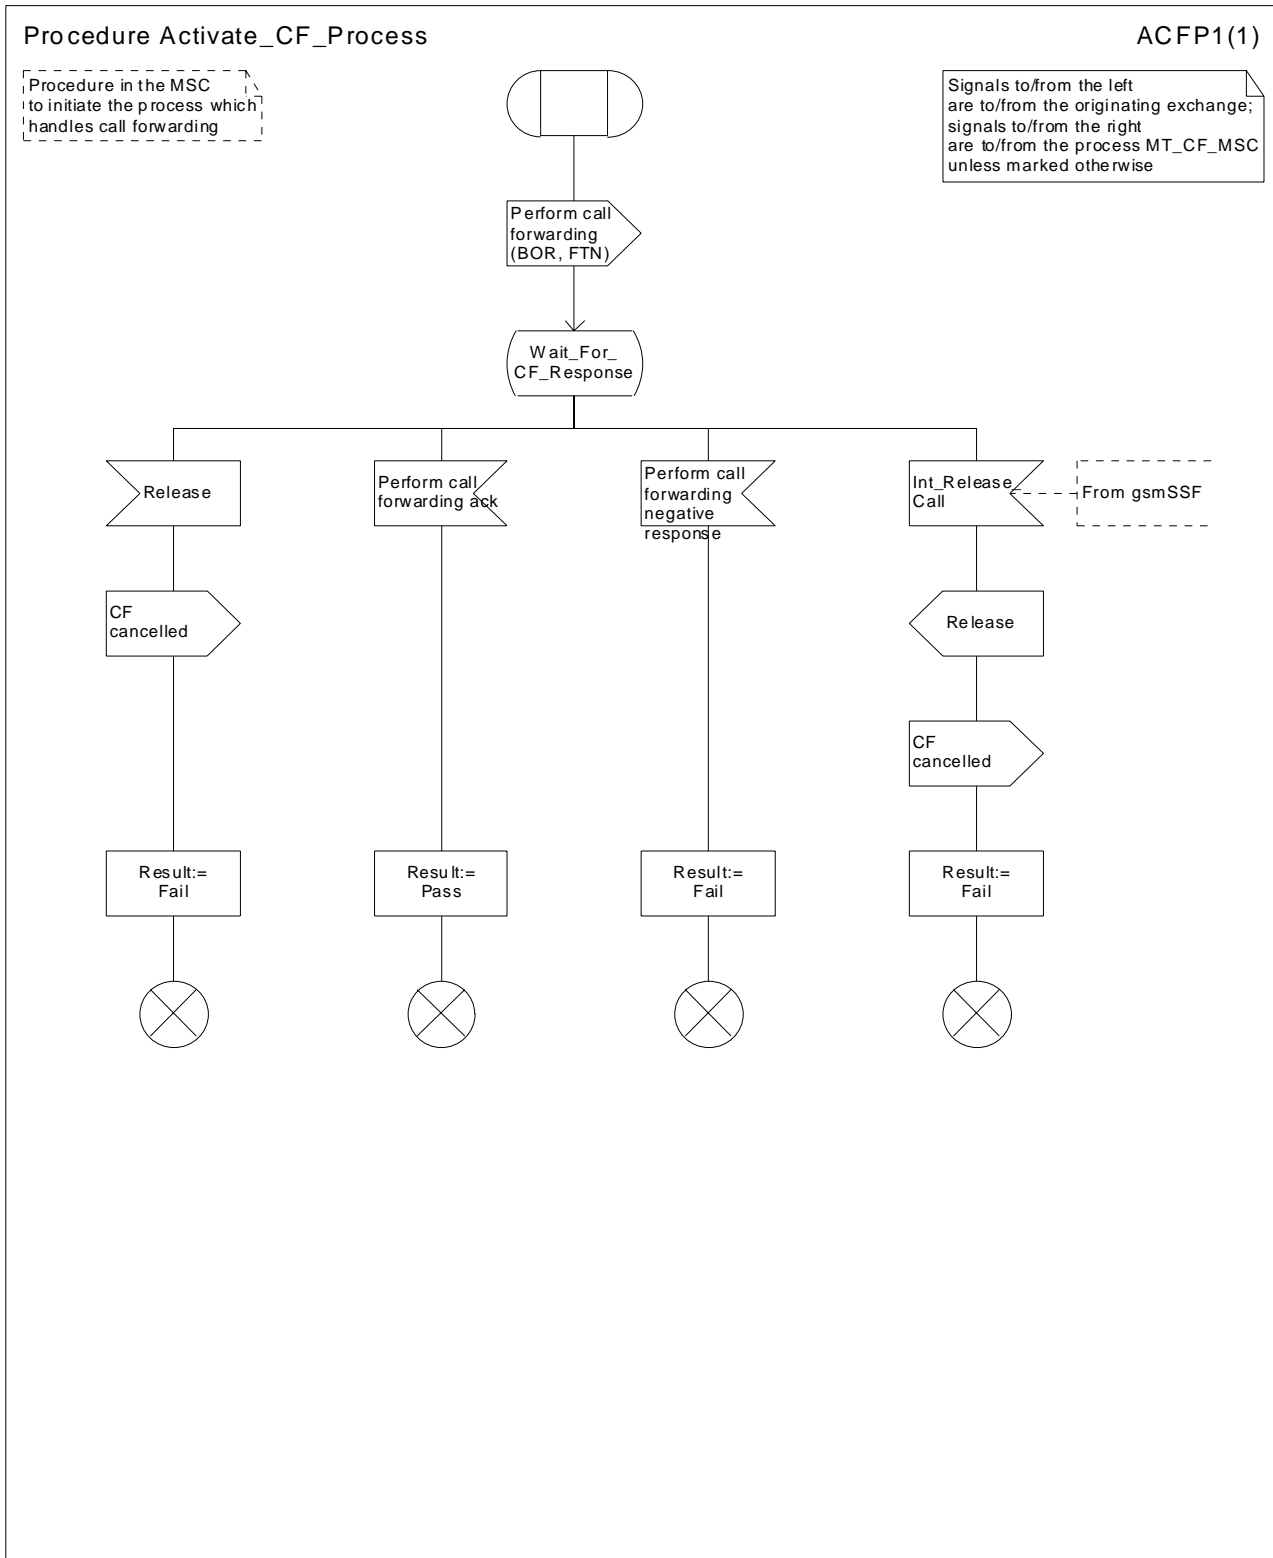 Procedure Activate_CF_Process
ACFP1(1)
Procedure in the MSC
to initiate the process which
handles call forwarding
Signals to/from the left
are to/from the originating exchange;
signals to/from the right
are to/from the process MT_CF_MSC
unless marked otherwise
Perform call
forwarding
(BOR, FTN)
Wait_For_
CF_Response
Release
Perform call
forwarding ack
Perform call
forwarding
negative
response
Int_Release
Call
From gsmSSF
CF
cancelled
Release
CF
cancelled
Result:=
Fail
Result:=
Pass
Result:=
Fail
Result:=
Fail